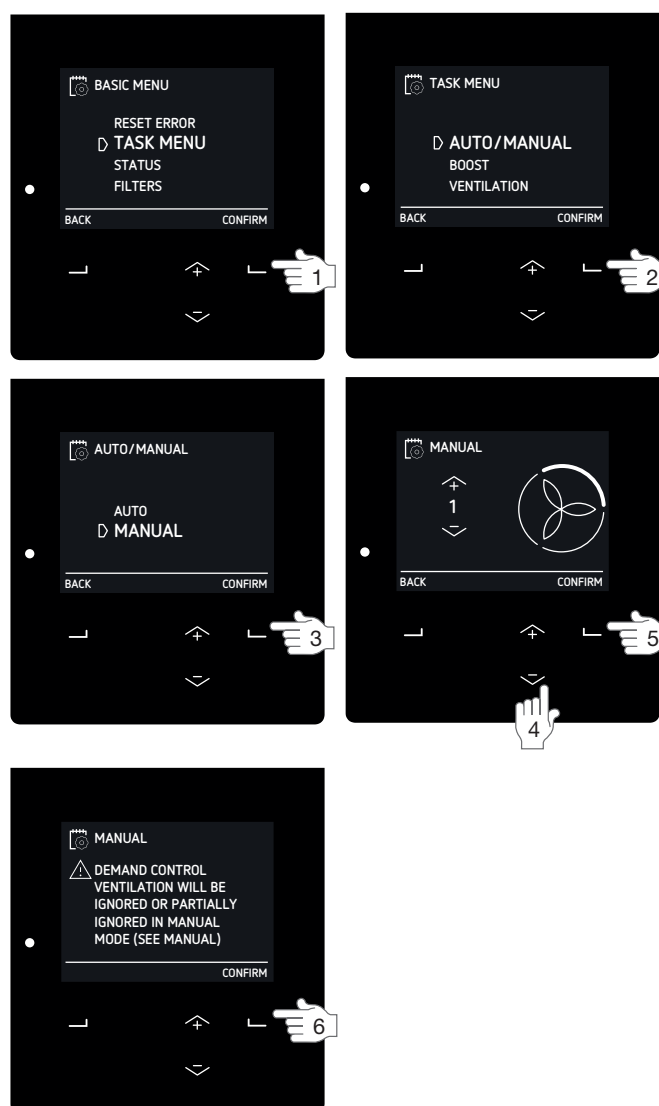 BASIC MENU
RESET ERROR
TASK MENU
STATUS
FILTERS
BACK CONFIRM
1
TASK MENU
AUTO/MANUAL
BOOST
VENTILATION
BACK CONFIRM
2
AUTO/MANUAL
AUTO
MANUAL
BACK CONFIRM
3
MANUAL
1
BACK CONFIRM
5
4
MANUAL
DEMAND CONTROL
VENTILATION WILL BE
IGNORED OR PARTIALLY
IGNORED IN MANUAL
MODE (SEE MANUAL)
CONFIRM
6